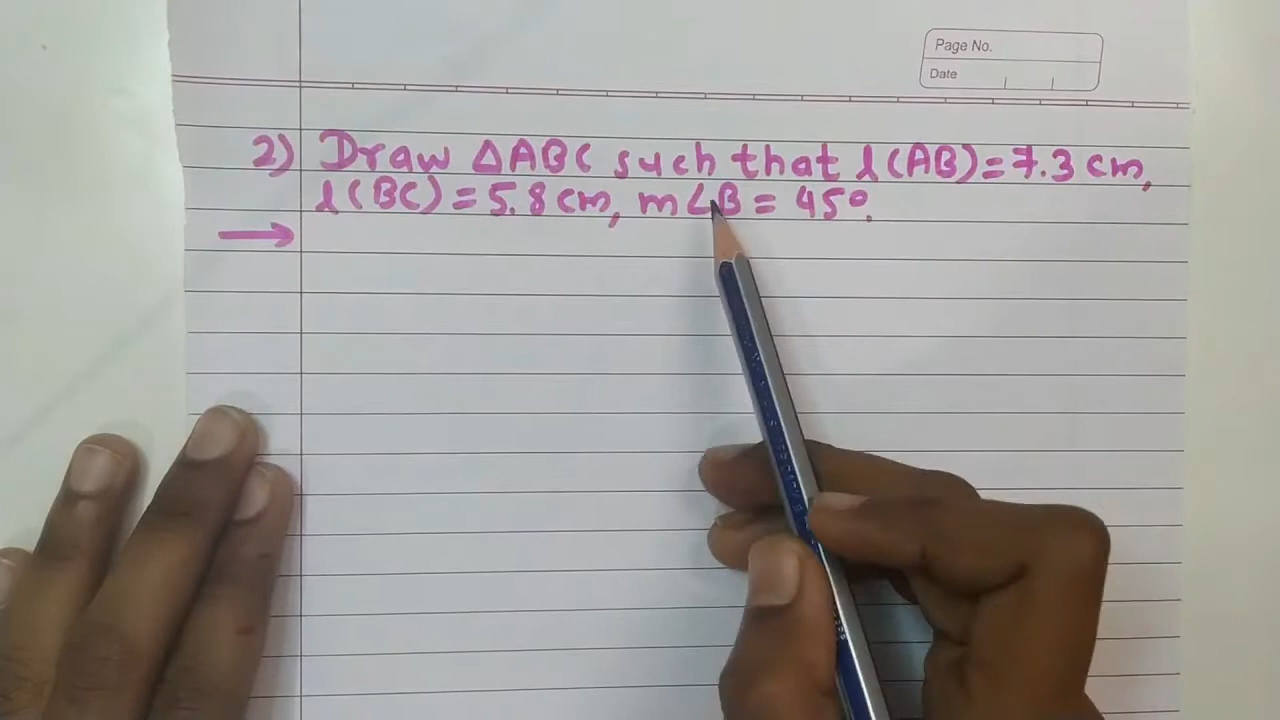 Page No.
Date
2) Draw △ABC such that l(AB)=7.3 cm,
l(BC)=5.8 cm, m∠B = 45°.